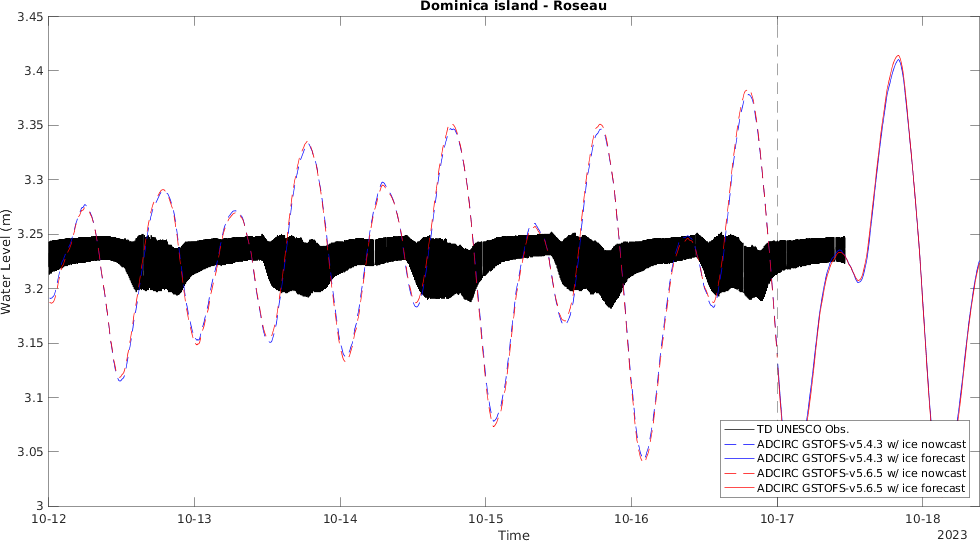 Dominica island - Roseau
3.45
3.4
3.35
3.3
3.25
3.2
3.15
3.1
3.05
3
Water Level (m)
10-12 10-13 10-14 10-15 10-16 10-17 10-18
Time
2023
TD UNESCO Obs.
ADCIRC GSTOFS-v5.4.3 w/ ice nowcast
ADCIRC GSTOFS-v5.4.3 w/ ice forecast
ADCIRC GSTOFS-v5.6.5 w/ ice nowcast
ADCIRC GSTOFS-v5.6.5 w/ ice forecast